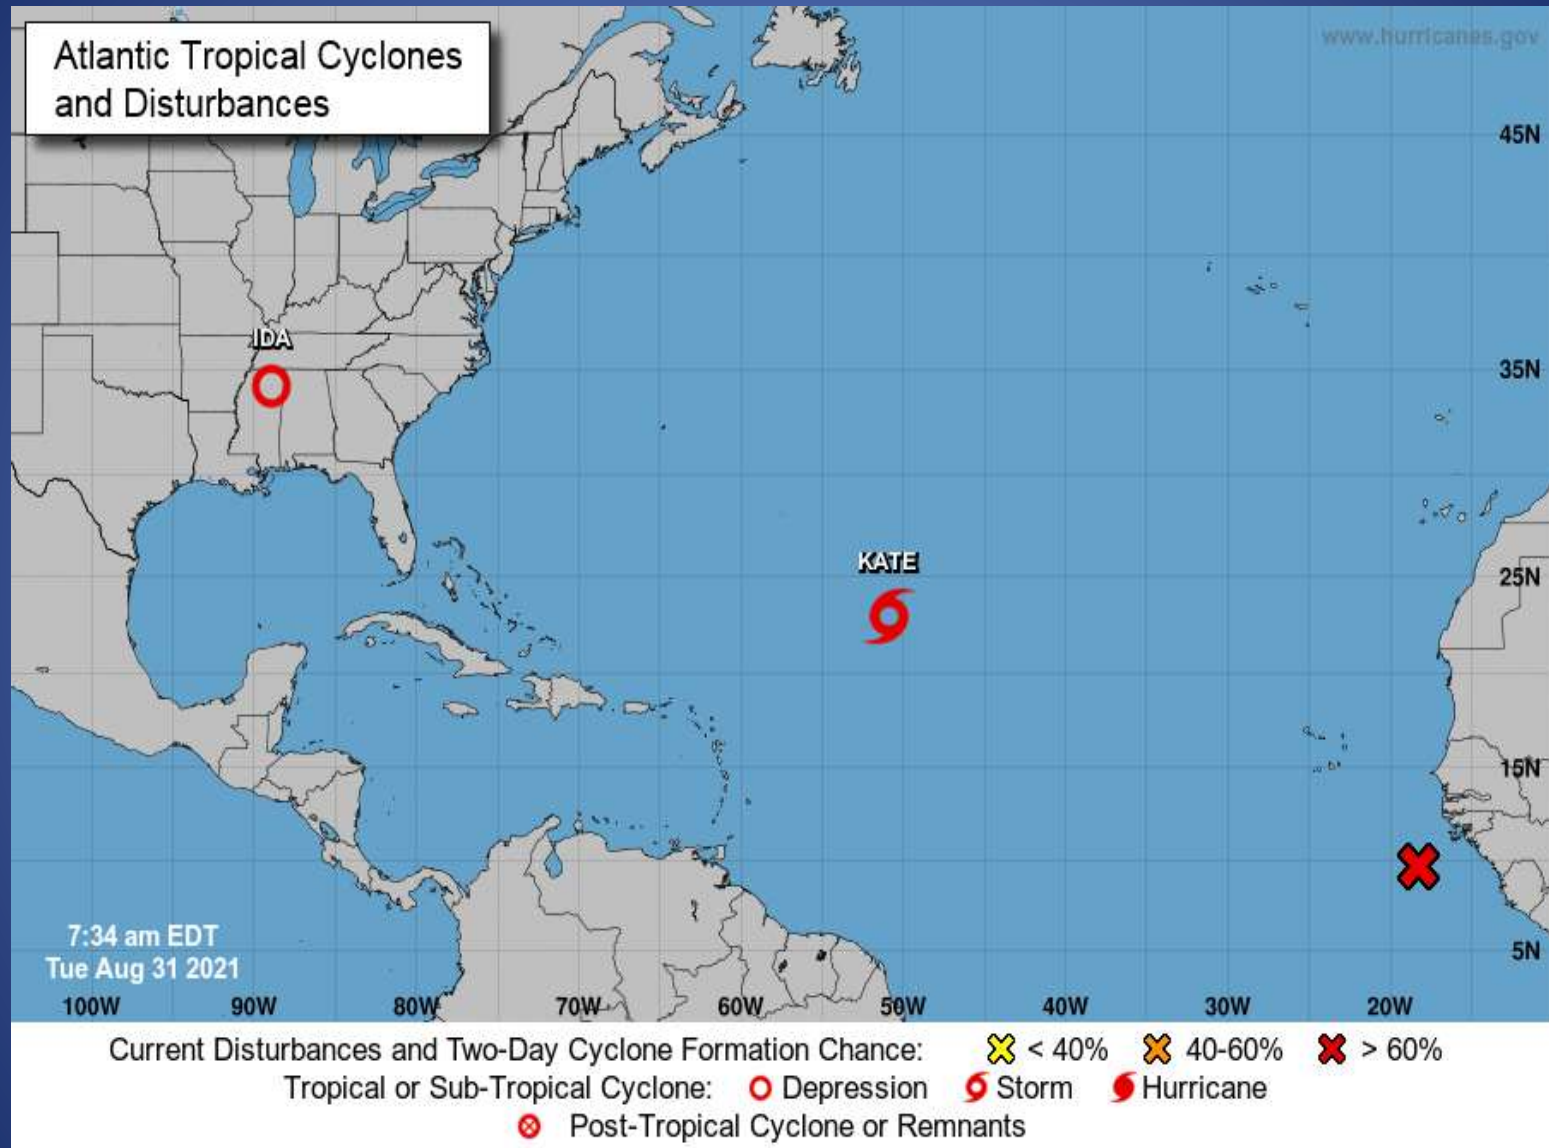 Atlantic Tropical Cyclones
and Disturbances
www.hurricanes.gov
45N
IDA
35N
KATE
25N
15N
7:34 am EDT
Tue Aug 31 2021
5N
100W 90W 80W 70W 60W 50W 40W 30W 20W
Current Disturbances and Two-Day Cyclone Formation Chance: < 40% 40-60% > 60%
Tropical or Sub-Tropical Cyclone: Depression Storm Hurricane
Post-Tropical Cyclone or Remnants